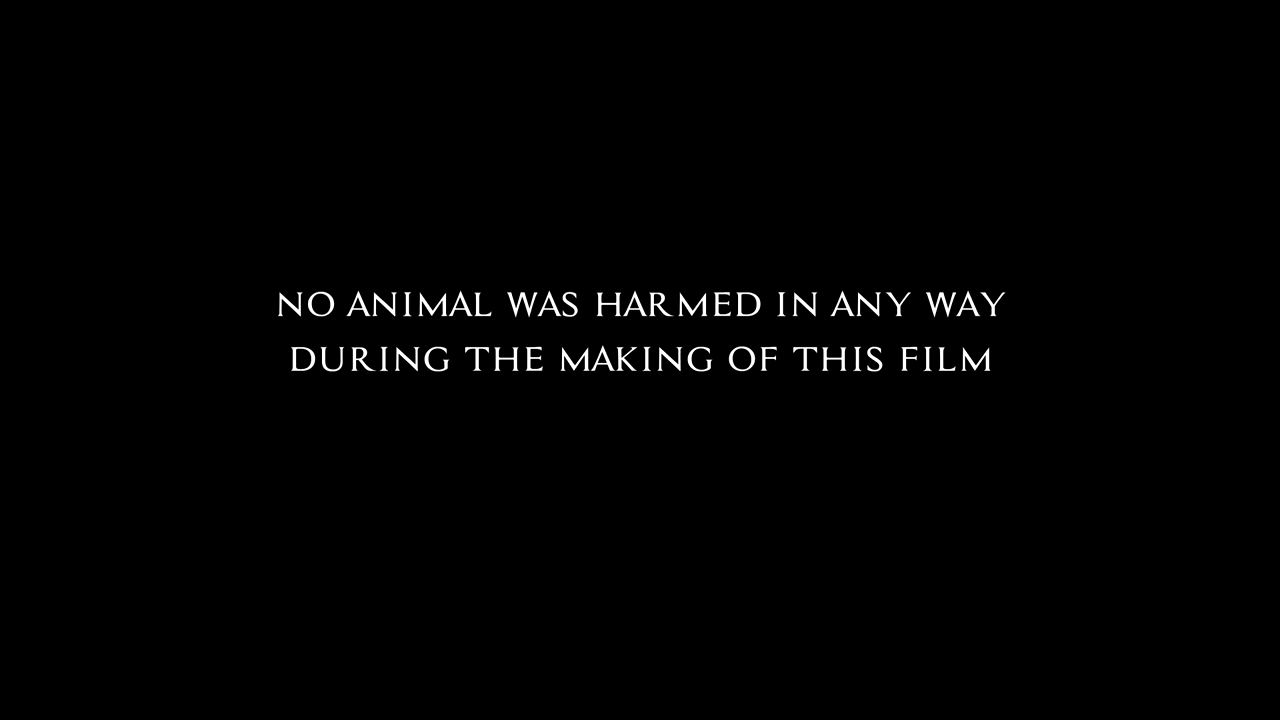 NO ANIMAL WAS HARMED IN ANY WAY
DURING THE MAKING OF THIS FILM